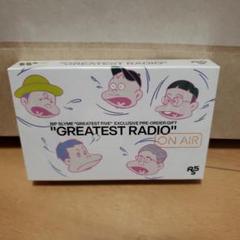 RIP SLYME "GREATEST FIVE" EXCLUSIVE PRE-ORDER GIFT
"GREATEST RADIO"
ON AIR